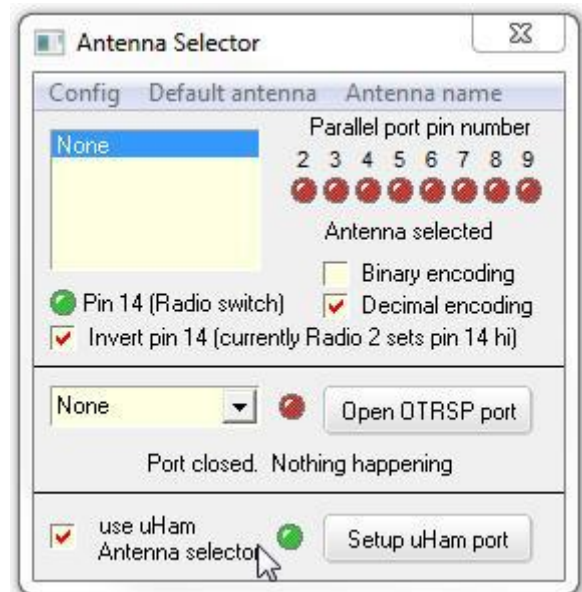 Antenna Selector
Config Default antenna Antenna name
None
Parallel port pin number
2 3 4 5 6 7 8 9
Antenna selected
Binary encoding
Pin 14 (Radio switch)
Decimal encoding
Invert pin 14 (currently Radio 2 sets pin 14 hi)
None
Open OTRSP port
Port closed. Nothing happening
use uHam
Antenna selector
Setup uHam port